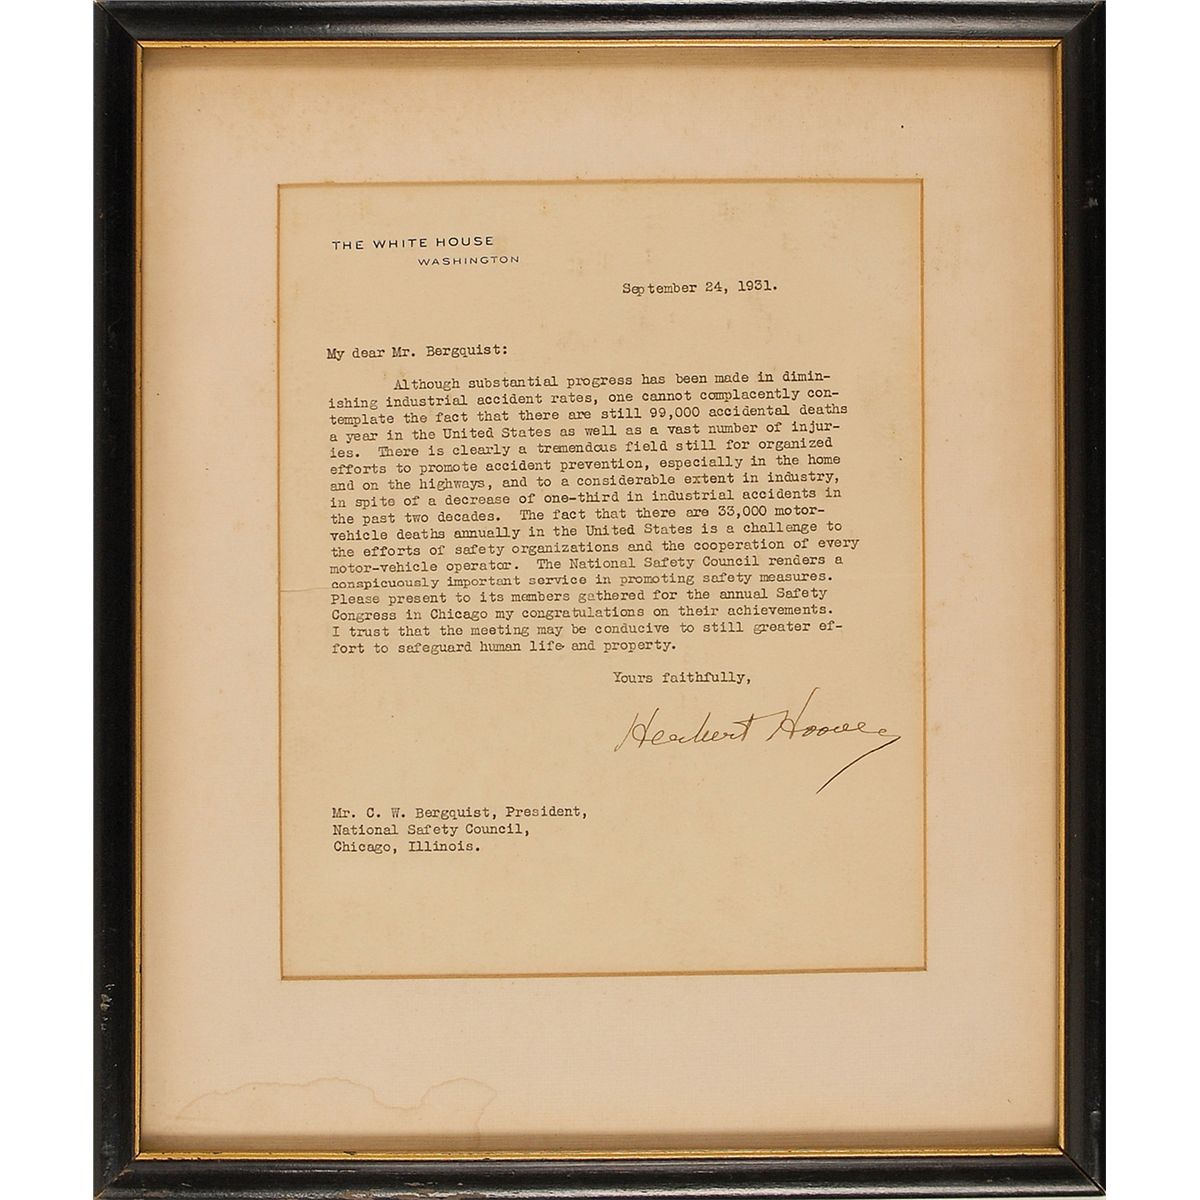 THE WHITE HOUSE
WASHINGTON
September 24, 1931.
My dear Mr. Bergquist:
Although substantial progress has been made in dimin-
ishing industrial accident rates, one cannot complacently con-
template the fact that there are still 99,000 accidental deaths
a year in the United States as well as a vast number of injur-
ies. There is clearly a tremendous field still for organized
efforts to promote accident prevention, especially in the home
and on the highways, and to a considerable extent in industry,
in spite of a decrease of one-third in industrial accidents in
the past two decades. The fact that there are 33,000 motor-
vehicle deaths annually in the United States is a challenge to
the efforts of safety organizations and the cooperation of every
motor-vehicle operator. The National Safety Council renders a
conspicuously important service in promoting safety measures.
Please present to its members gathered for the annual Safety
Congress in Chicago my congratulations on their achievements.
I trust that the meeting may be conducive to still greater ef-
fort to safeguard human life and property.
Yours faithfully,
Herbert Hoover
Mr. C. W. Bergquist, President,
National Safety Council,
Chicago, Illinois.